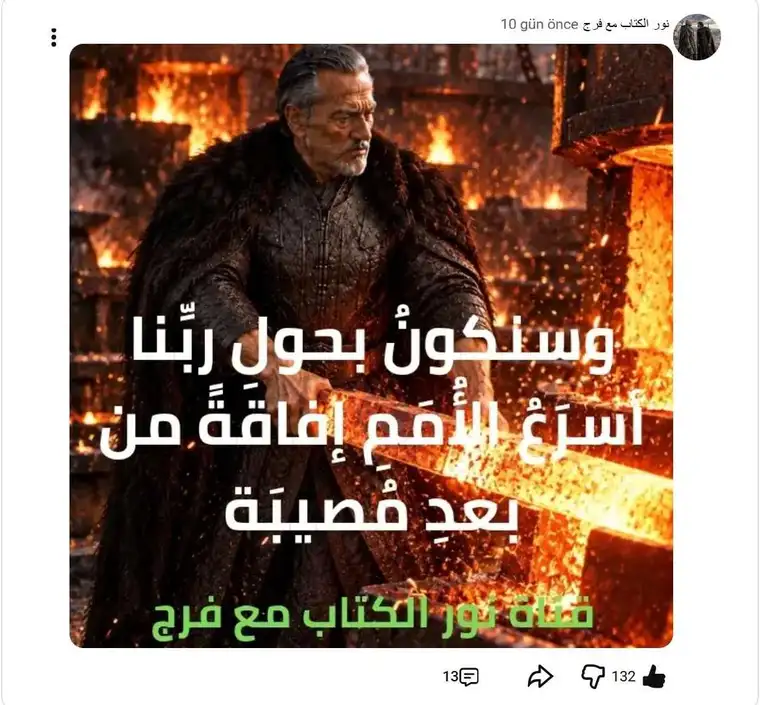 نور الكتاب مع فرج 10 gün önce
وسنكونُ بحولِ ربِّنا
أسرَعُ الأُمَمِ إفاقَةً من
بعدِ مُصيبَة
قناة نور الكتاب مع فرج
132
13